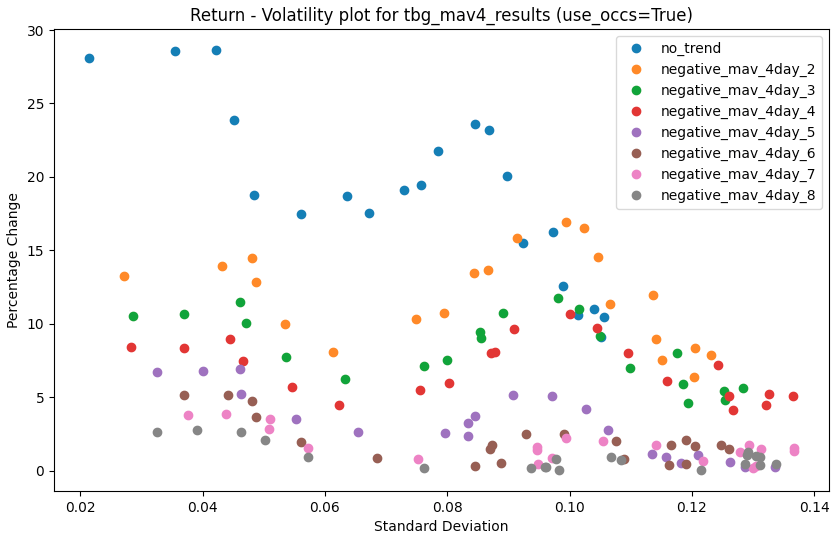 Return - Volatility plot for tbg_mav4_results (use_occs=True)
30
25
20
15
10
5
0
Percentage Change
no_trend
negative_mav_4day_2
negative_mav_4day_3
negative_mav_4day_4
negative_mav_4day_5
negative_mav_4day_6
negative_mav_4day_7
negative_mav_4day_8
0.02 0.04 0.06 0.08 0.10 0.12 0.14
Standard Deviation